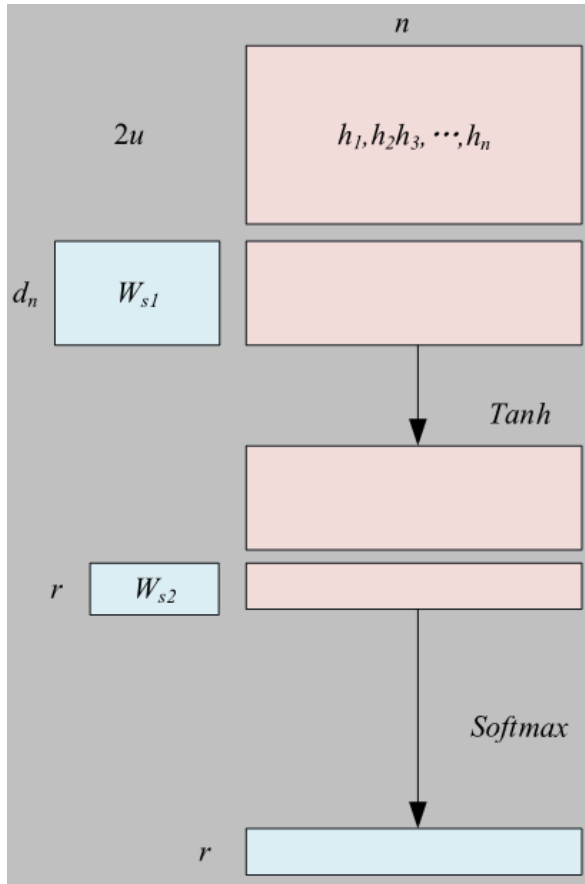 n
2u
h1,h2h3,⋯,hn
dn
Ws1
Tanh
r
Ws2
Softmax
r